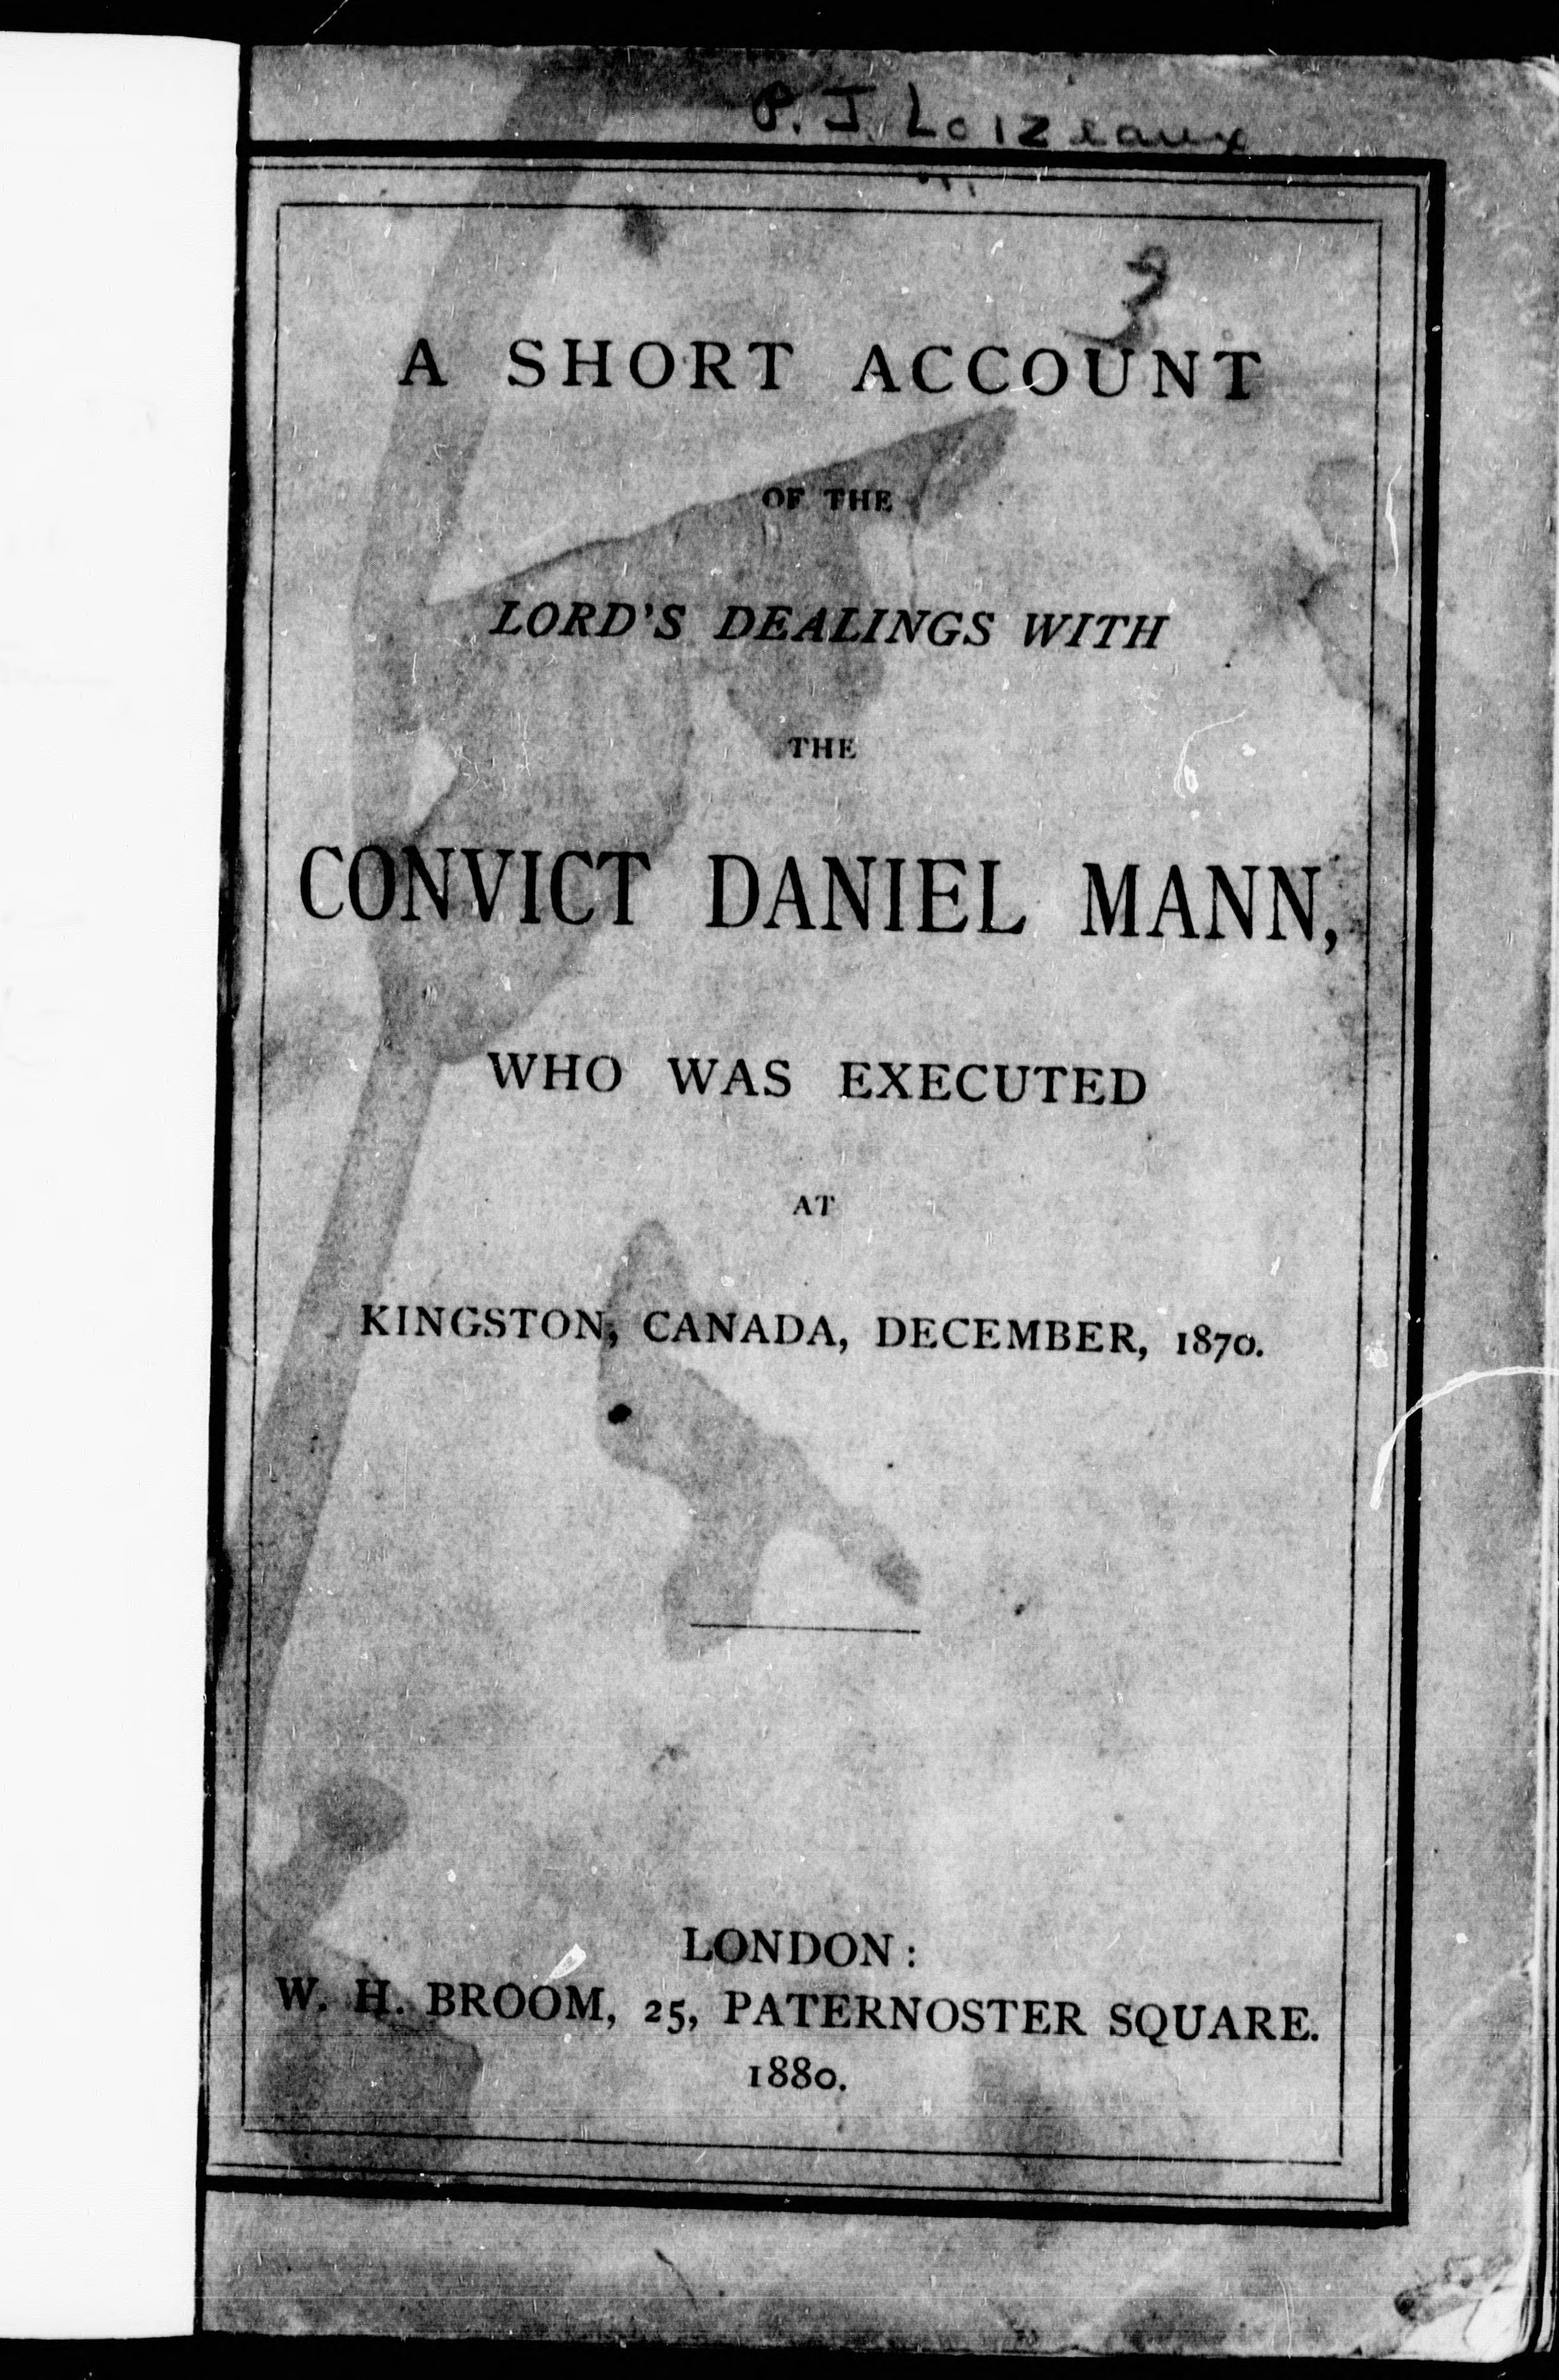 P. J. Loizeaux
3
A SHORT ACCOUNT
OF THE
LORD'S DEALINGS WITH
THE
CONVICT DANIEL MANN,
WHO WAS EXECUTED
AT
KINGSTON, CANADA, DECEMBER, 1870.
LONDON:
W. H. BROOM, 25, PATERNOSTER SQUARE.
1880.